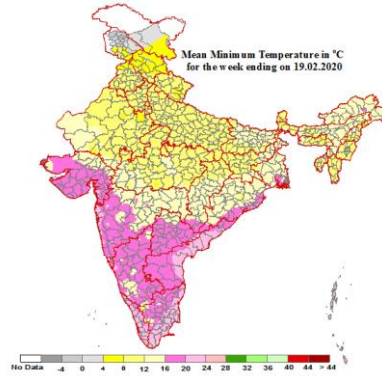 Mean Minimum Temperature in °C
for the week ending on 19.02.2020
No Data -4 0 4 8 12 16 20 24 28 32 36 40 44 > 44